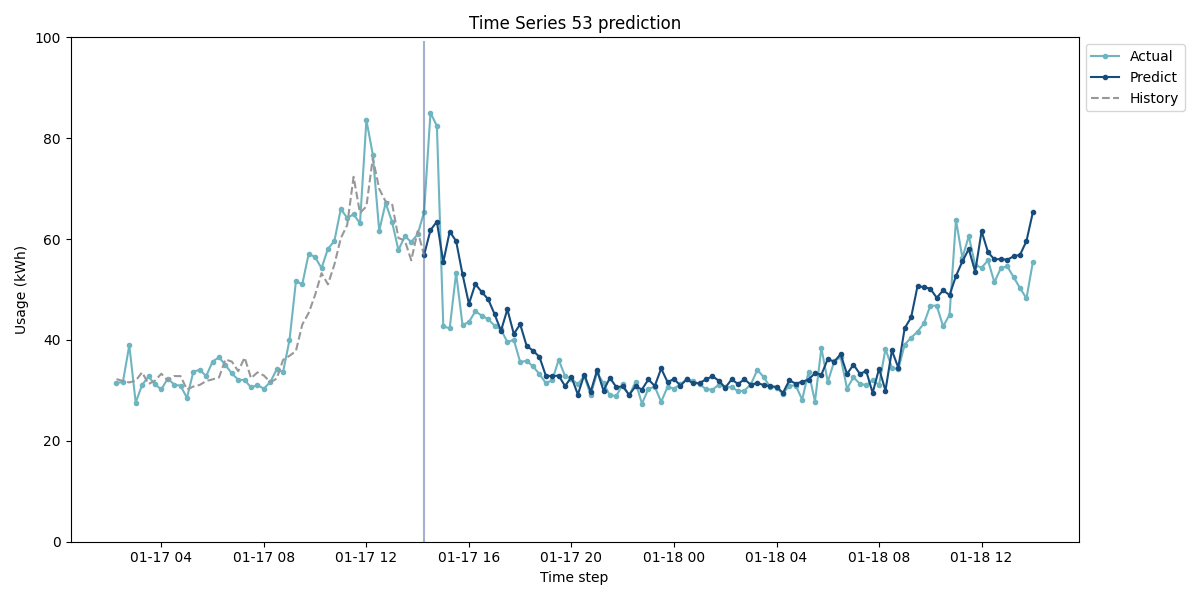 Time Series 53 prediction
100
80
60
40
20
0
Usage (kWh)
01-17 04
01-17 08
01-17 12
01-17 16
01-17 20
01-18 00
01-18 04
01-18 08
01-18 12
Time step
Actual
Predict
History